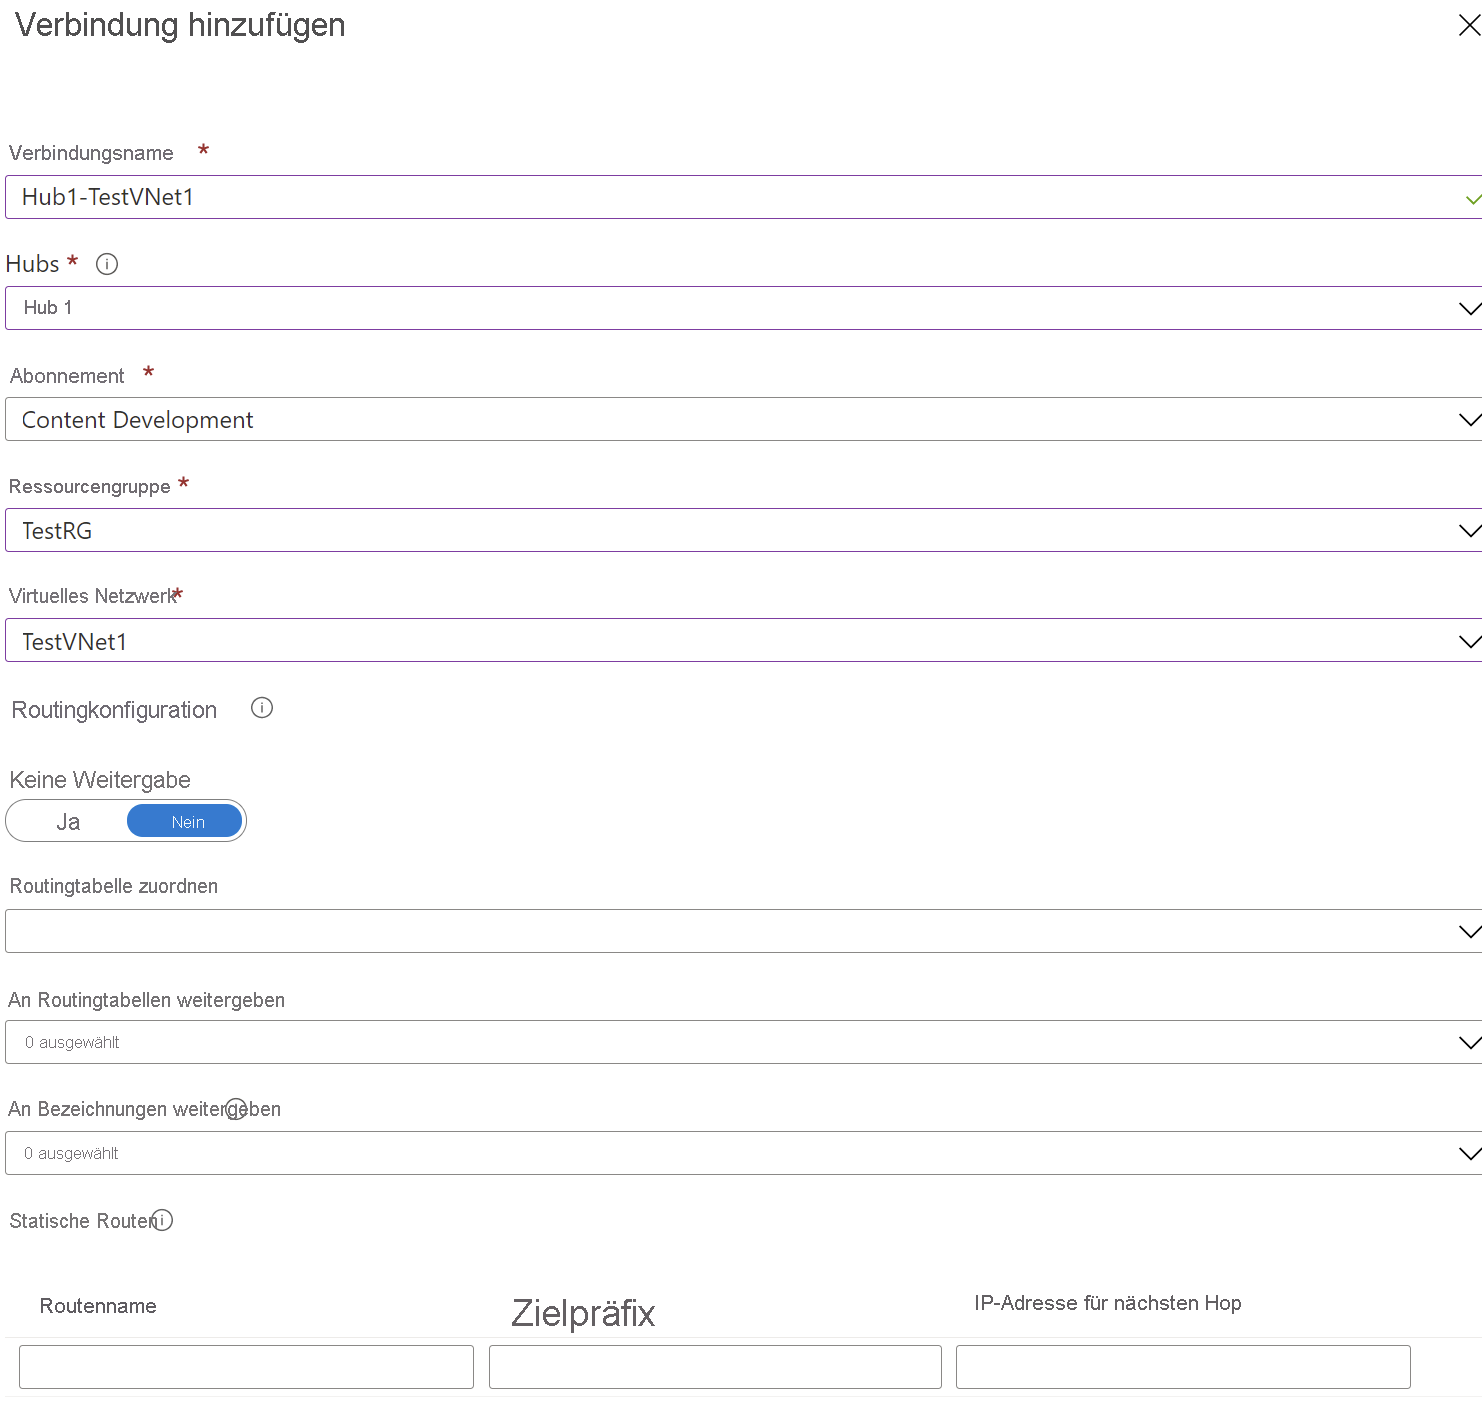 Verbindung hinzufügen
Verbindungsname *
Hub1-TestVNet1
Hubs *
Hub 1
Abonnement *
Content Development
Ressourcengruppe *
TestRG
Virtuelles Netzwerk*
TestVNet1
Routingkonfiguration
Keine Weitergabe
Ja Nein
Routingtabelle zuordnen
An Routingtabellen weitergeben
0 ausgewählt
An Bezeichnungen weitergeben
0 ausgewählt
Statische Routen
Routenname Zielpräfix IP-Adresse für nächsten Hop